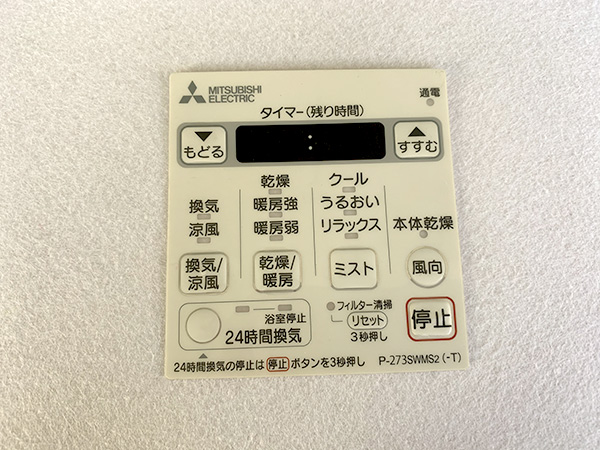 MITSUBISHI
ELECTRIC
通電
タイマー(残り時間)
▼
もどる
:
▲
すすむ
乾燥
クール
換気
暖房強
うるおい
涼風
暖房弱
リラックス
本体乾燥
換気/
涼風
乾燥/
暖房
ミスト
風向
浴室停止
24時間換気
フィルター清掃
リセット
3秒押し
停止
24時間換気の停止は 停止 ボタンを3秒押し
P-273SWMS2 (-T)